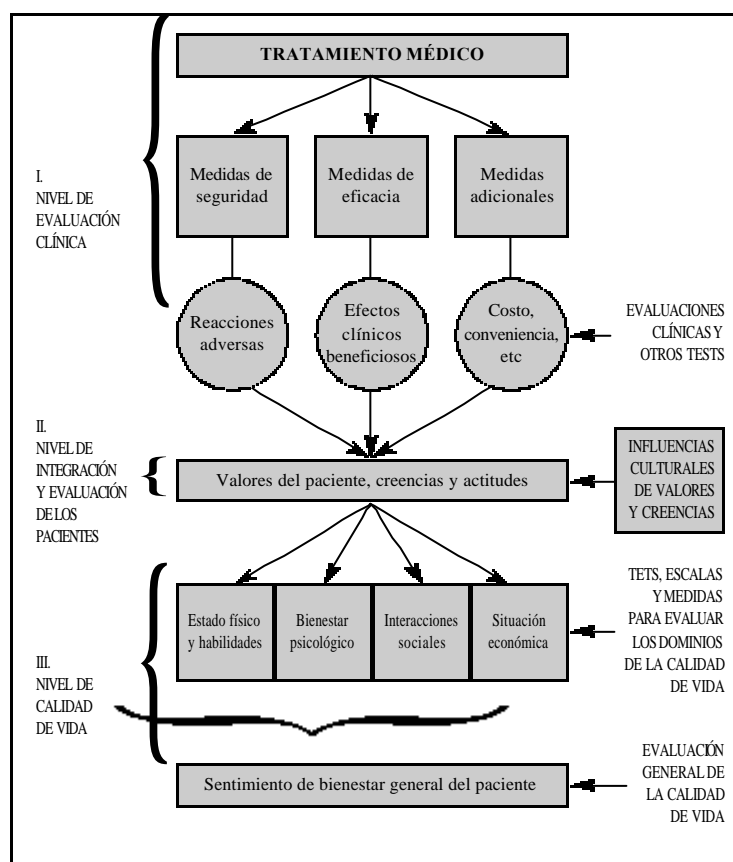 TRATAMIENTO MÉDICO
I.
NIVEL DE
EVALUACIÓN
CLÍNICA
Medidas de
seguridad
Medidas de
eficacia
Medidas
adicionales
Reacciones
adversas
Efectos
clínicos
beneficiosos
Costo,
conveniencia,
etc
EVALUACIONES
CLÍNICAS Y
OTROS TESTS
II.
NIVEL DE
INTEGRACIÓN
Y EVALUACIÓN
DE LOS
PACIENTES
Valores del paciente, creencias y actitudes
INFLUENCIAS
CULTURALES
DE VALORES
Y CREENCIAS
III.
NIVEL DE
CALIDAD
DE VIDA
Estado físico
y habilidades
Bienestar
psicológico
Interacciones
sociales
Situación
económica
TETS, ESCALAS
Y MEDIDAS
PARA EVALUAR
LOS DOMINIOS
DE LA CALIDAD
DE VIDA
Sentimiento de bienestar general del paciente
EVALUACIÓN
GENERAL DE
LA CALIDAD
DE VIDA